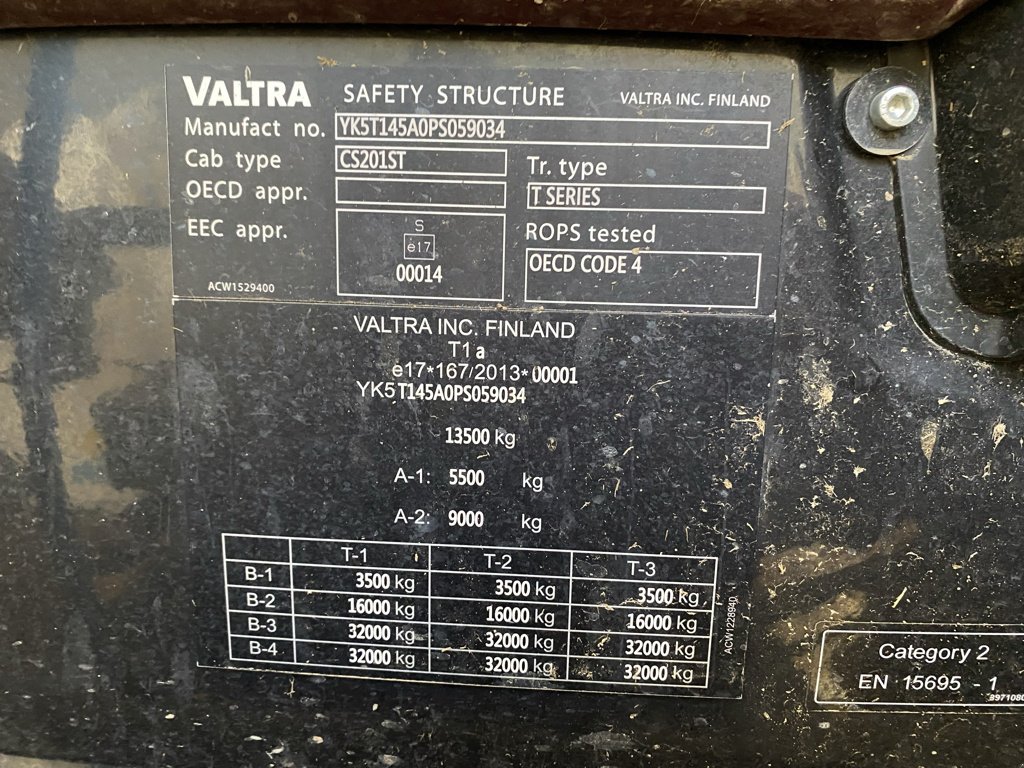 VALTRA SAFETY STRUCTURE VALTRA INC. FINLAND
Manufact no. YK5T145A0PS059034
Cab type CS201ST Tr. type
OECD appr. T SERIES
EEC appr. S ROPS tested
e17 OECD CODE 4
00014
ACW1529400
VALTRA INC. FINLAND
T1a
e17*167/2013*00001
YK5T145A0PS059034
13500 kg
A-1: 5500 kg
A-2: 9000 kg
T-1 T-2 T-3
B-1 3500 kg 3500 kg 3500 kg
B-2 16000 kg 16000 kg 16000 kg
B-3 32000 kg 32000 kg 32000 kg
B-4 32000 kg 32000 kg 32000 kg
Category 2
EN 15695 - 1